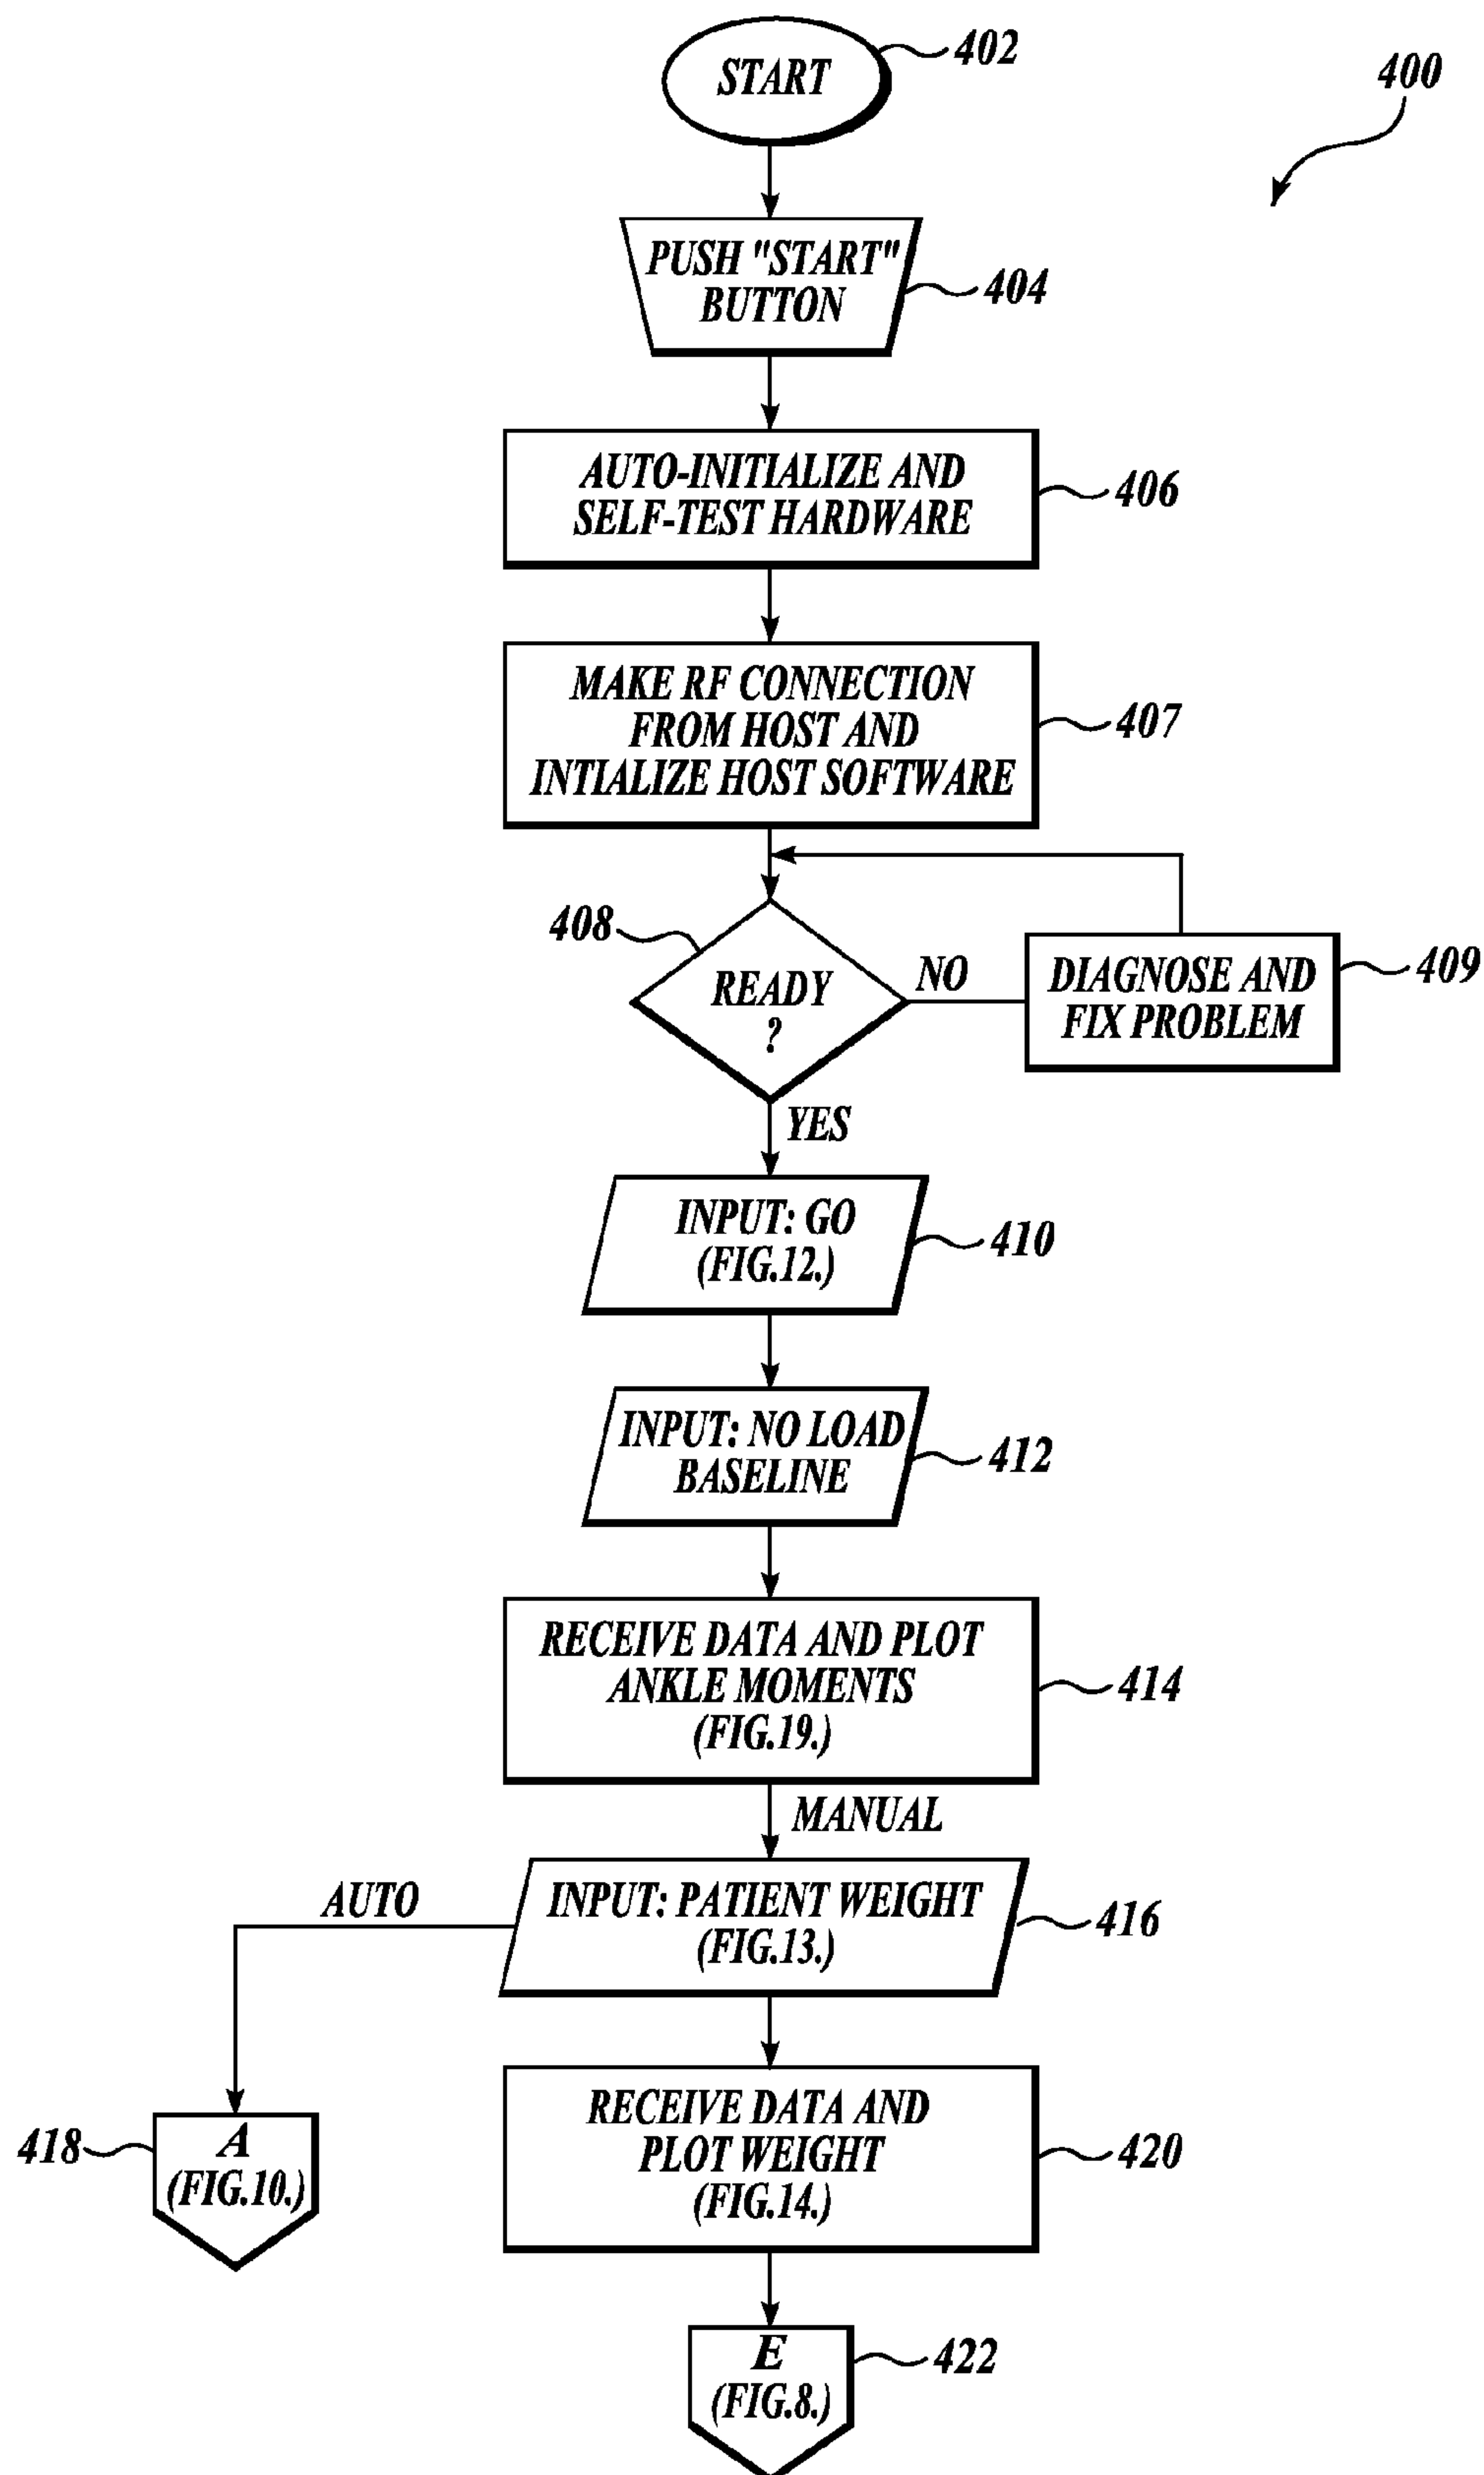 START
402
400
PUSH "START"
BUTTON
404
AUTO-INITIALIZE AND
SELF-TEST HARDWARE
406
MAKE RF CONNECTION
FROM HOST AND
INTIALIZE HOST SOFTWARE
407
408
READY
?
NO
DIAGNOSE AND
FIX PROBLEM
409
YES
INPUT: GO
(FIG.12.)
410
INPUT: NO LOAD
BASELINE
412
RECEIVE DATA AND PLOT
ANKLE MOMENTS
(FIG.19.)
414
MANUAL
AUTO
INPUT: PATIENT WEIGHT
(FIG.13.)
416
418
A
(FIG.10.)
RECEIVE DATA AND
PLOT WEIGHT
(FIG.14.)
420
E
(FIG.8.)
422